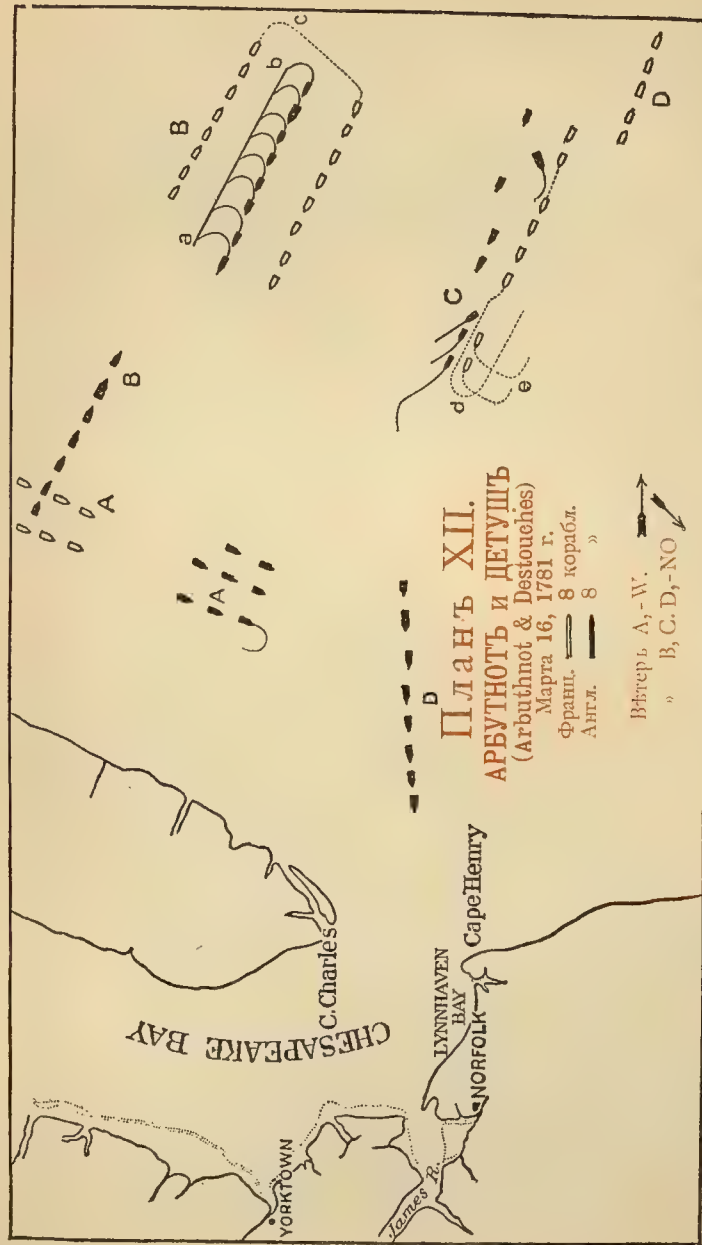 Планъ XII.
АРБУТНОТЪ и ДЕТУШЪ
(Arbuthnot & Destouches)
Марта 16, 1781 г.
Франц. 8 корабл.
Англ. 8 „
Вѣтеръ А,-W.
„ B, C. D,-NO
CHESAPEAKE BAY
C. Charles
YORKTOWN
James R.
LYNNHAVEN
BAY
NORFOLK
Cape Henry
A
B
A
B
a
b
c
C
d
e
D
D